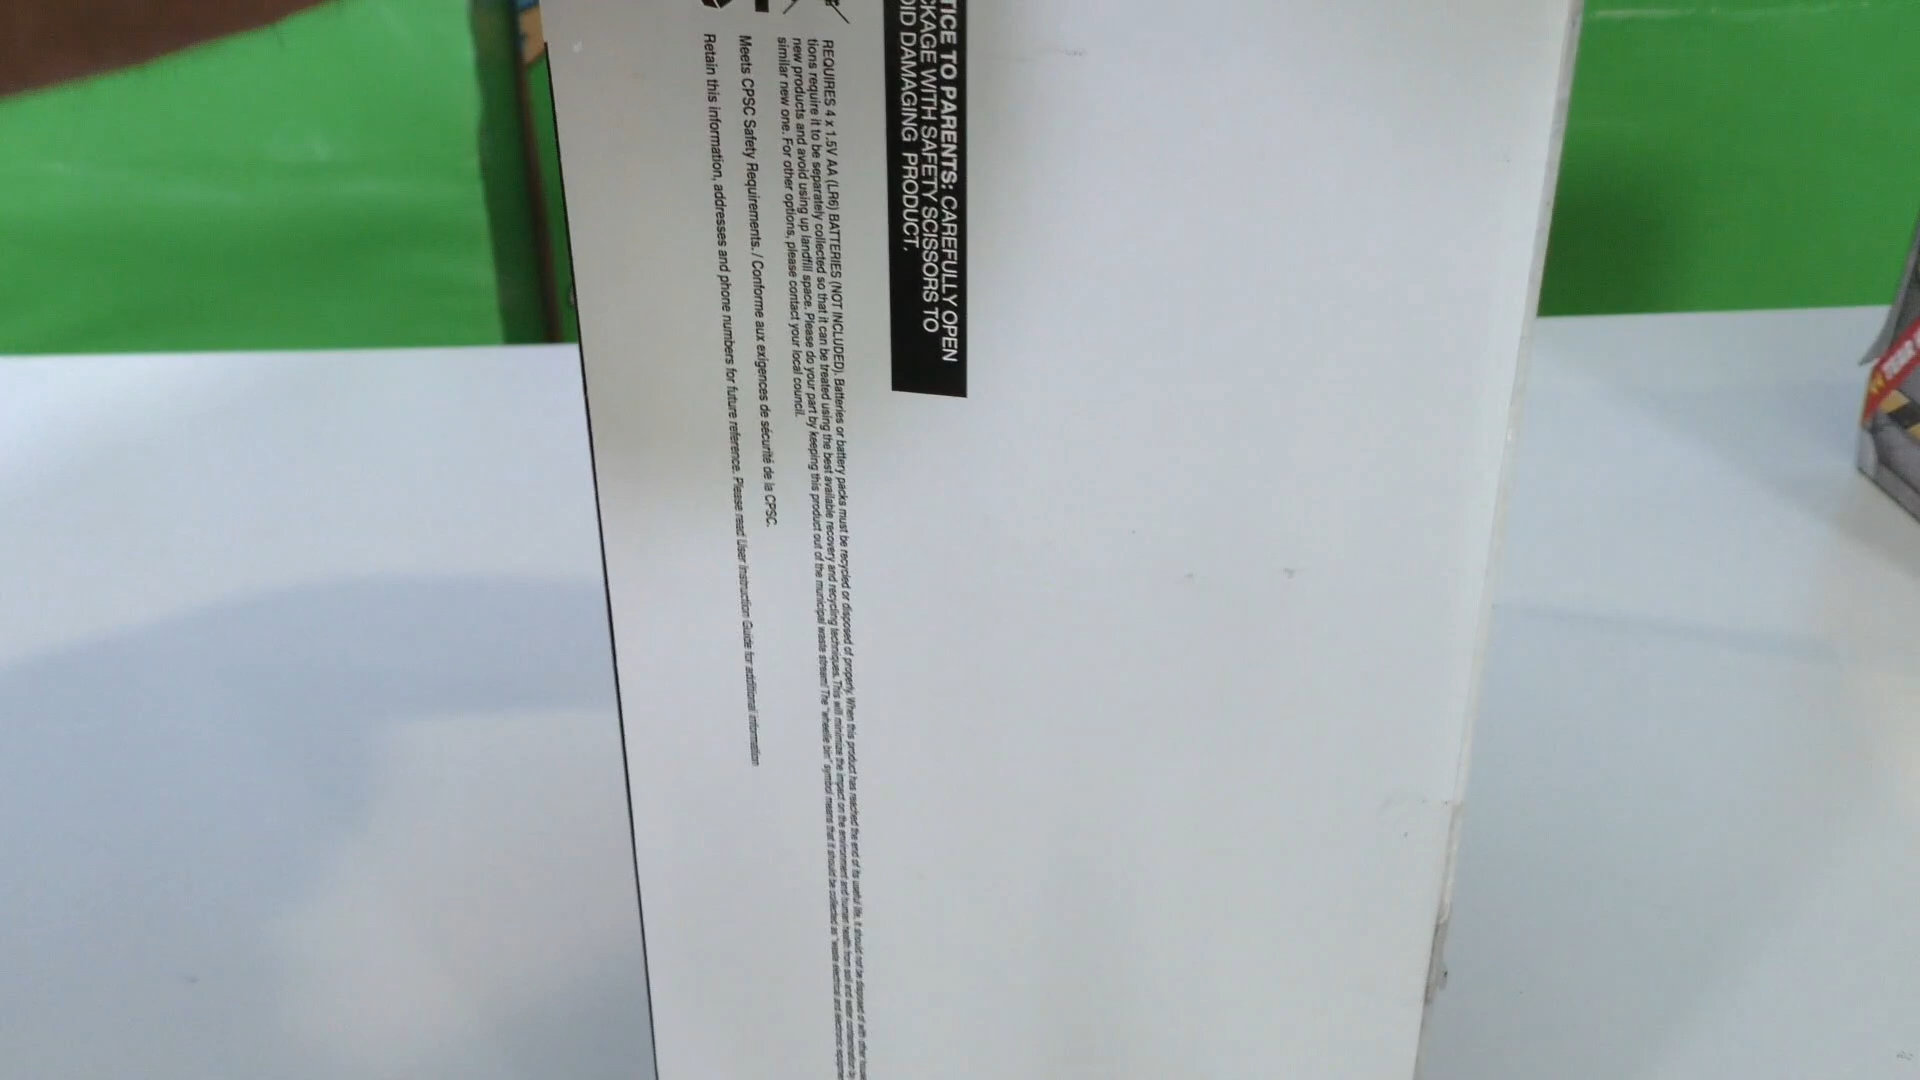 TICE TO PARENTS: CAREFULLY OPEN
CKAGE WITH SAFETY SCISSORS TO
OID DAMAGING PRODUCT.
REQUIRES 4 x 1.5V AA (LR6) BATTERIES (NOT INCLUDED). Batteries or battery packs must be recycled or disposed of properly. When this product has reached the end of its useful life, it should not be disposed of with other
tions require it to be separately collected so that it can be treated using the best available recovery and recycling techniques. This will minimize the impact on the environment and human health from soil and water contamination by
new products and avoid using up landfill space. Please do your part by keeping this product out of the municipal waste stream! The "wheelie bin" symbol means that it should be collected as "waste electrical and electronic
similar new one. For other options, please contact your local council.
Meets CPSC Safety Requirements. / Conforme aux exigences de sécurité de la CPSC.
Retain this information, addresses and phone numbers for future reference. Please read User Instruction Guide for additional information